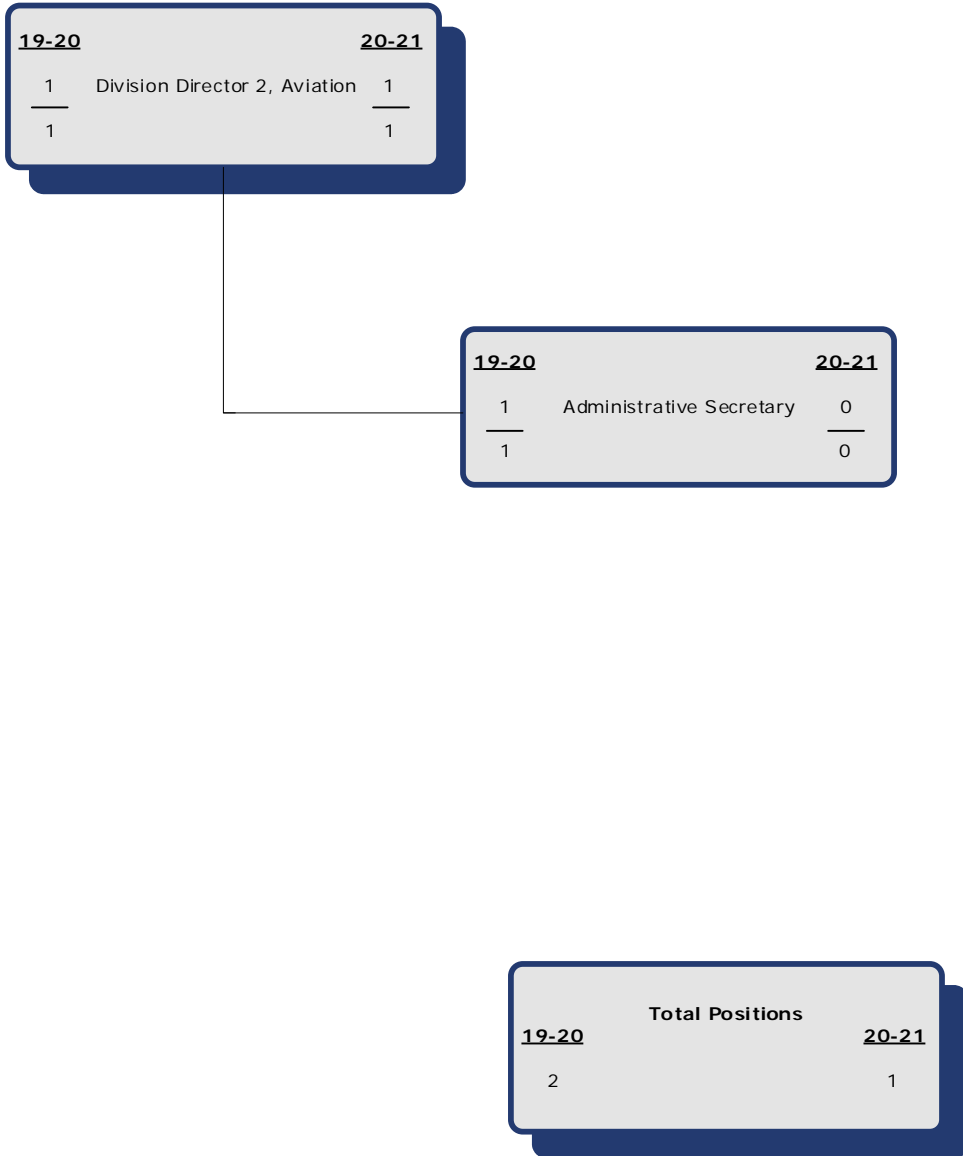 19-20 20-21
1 Division Director 2, Aviation 1
1 1
19-20 20-21
1 Administrative Secretary 0
1 0
Total Positions
19-20 20-21
2 1